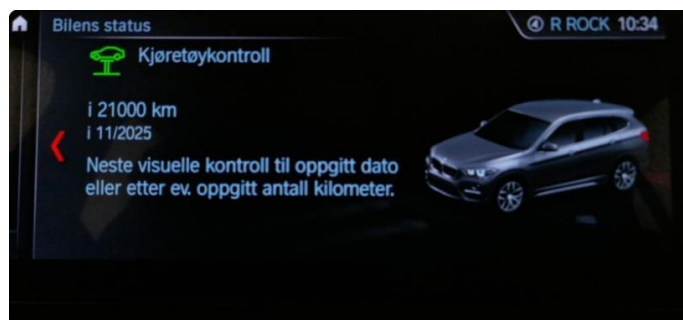 Bilens status
R ROCK 10:34
Kjøretøykontroll
i 21000 km
i 11/2025
Neste visuelle kontroll til oppgitt dato
eller etter ev. oppgitt antall kilometer.